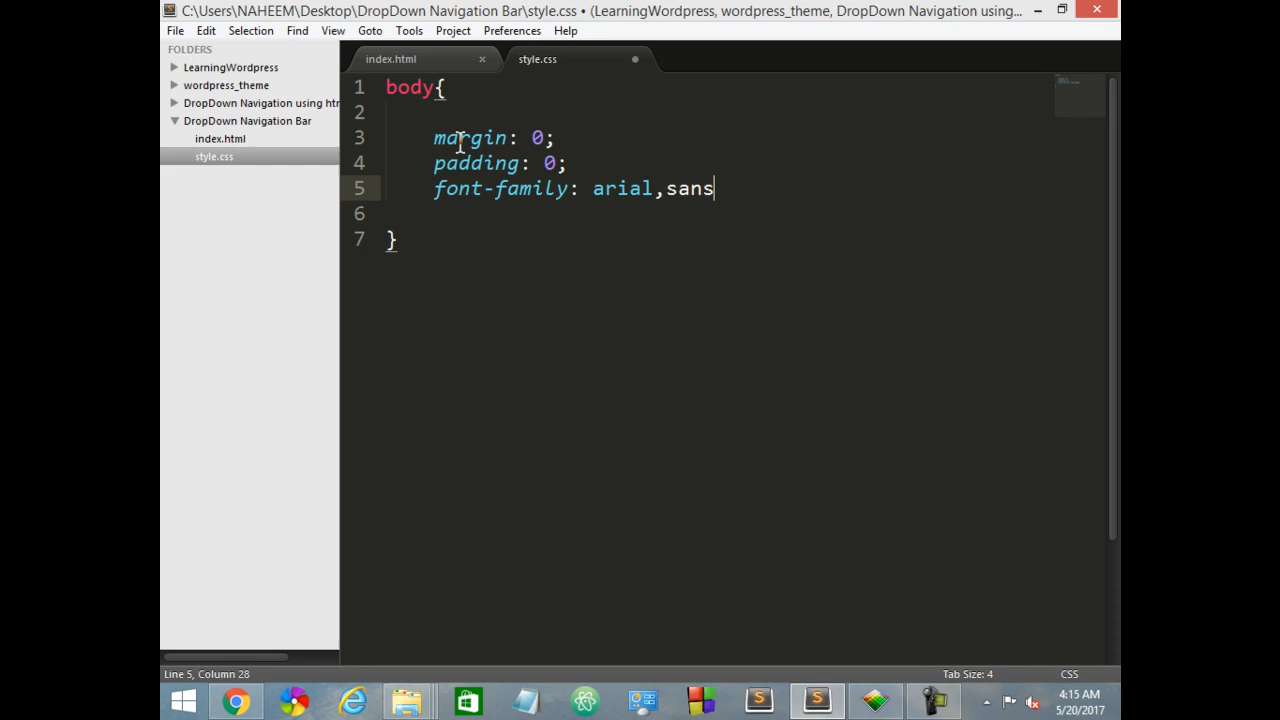 C:\Users\NAHEEM\Desktop\DropDown Navigation Bar\style.css • (LearningWordpress, wordpress_theme, DropDown Navigation using...
File Edit Selection Find View Goto Tools Project Preferences Help
FOLDERS
LearningWordpress
wordpress_theme
DropDown Navigation using htm
DropDown Navigation Bar
index.html
style.css
index.html style.css
1 body{
2
3 margin: 0;
4 padding: 0;
5 font-family: arial,sans
6
7 }
Line 5, Column 28 Tab Size: 4 CSS
4:15 AM
5/20/2017